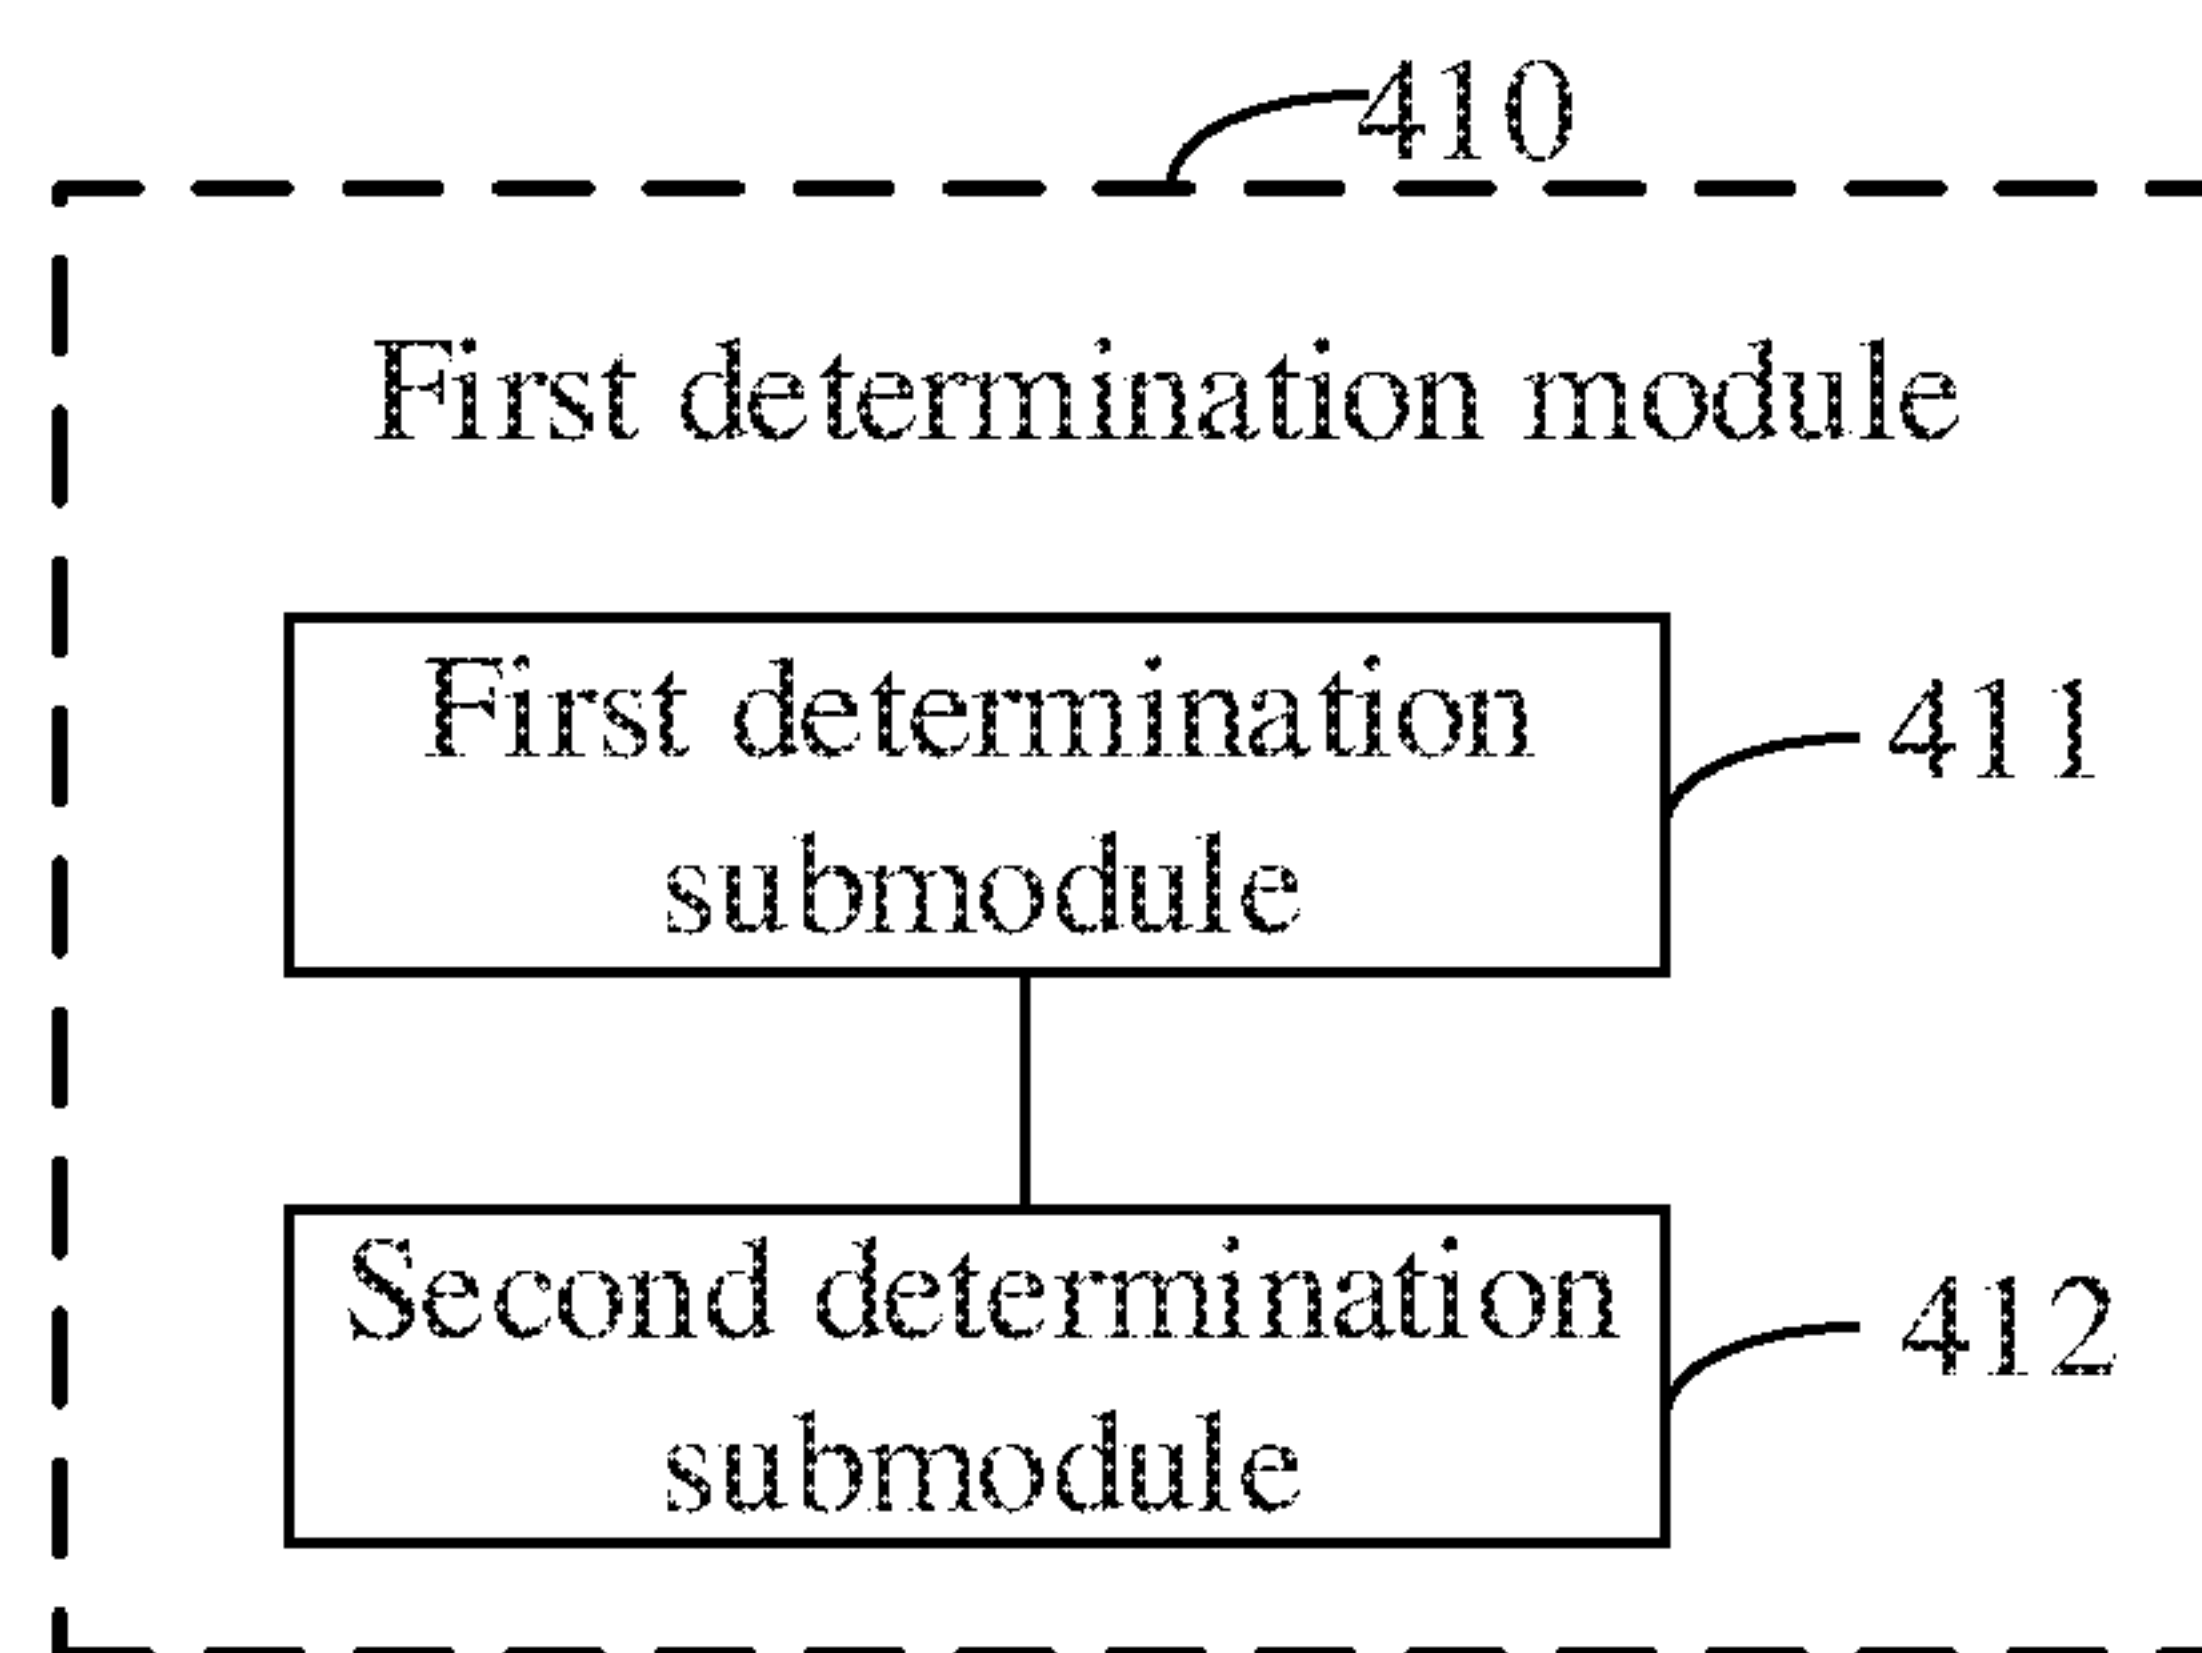 410
First determination module
First determination
submodule
411
Second determination
submodule
412